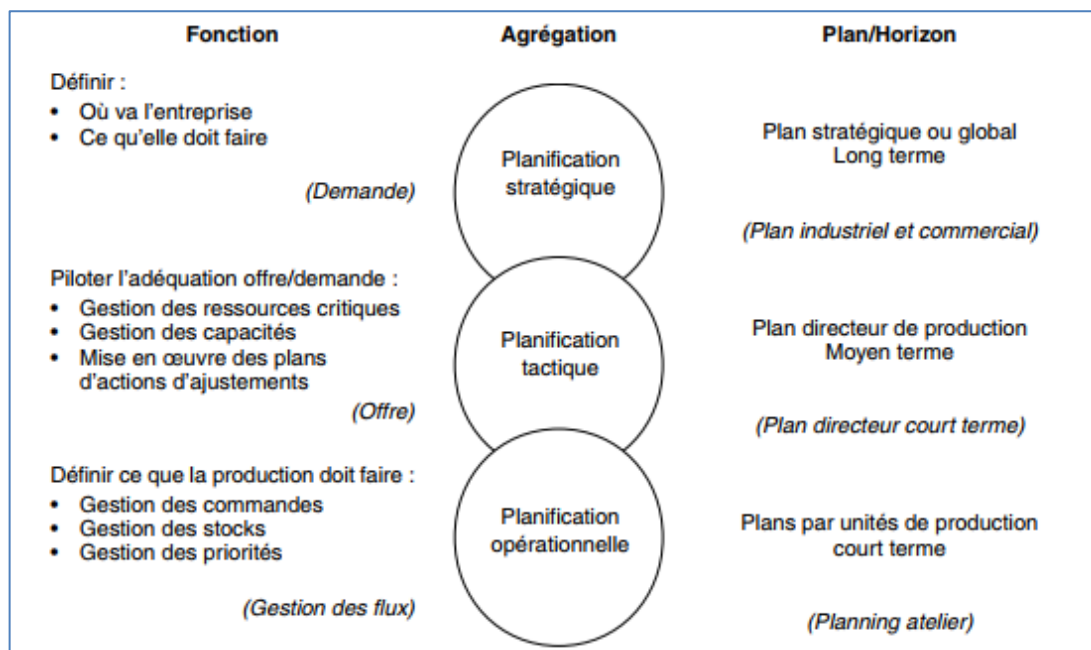 Fonction Agrégation Plan/Horizon
Définir :
• Où va l'entreprise
• Ce qu'elle doit faire
(Demande)
Planification
stratégique
Plan stratégique ou global
Long terme
(Plan industriel et commercial)
Piloter l'adéquation offre/demande :
• Gestion des ressources critiques
• Gestion des capacités
• Mise en œuvre des plans
d'actions d'ajustements
(Offre)
Planification
tactique
Plan directeur de production
Moyen terme
(Plan directeur court terme)
Définir ce que la production doit faire :
• Gestion des commandes
• Gestion des stocks
• Gestion des priorités
(Gestion des flux)
Planification
opérationnelle
Plans par unités de production
court terme
(Planning atelier)